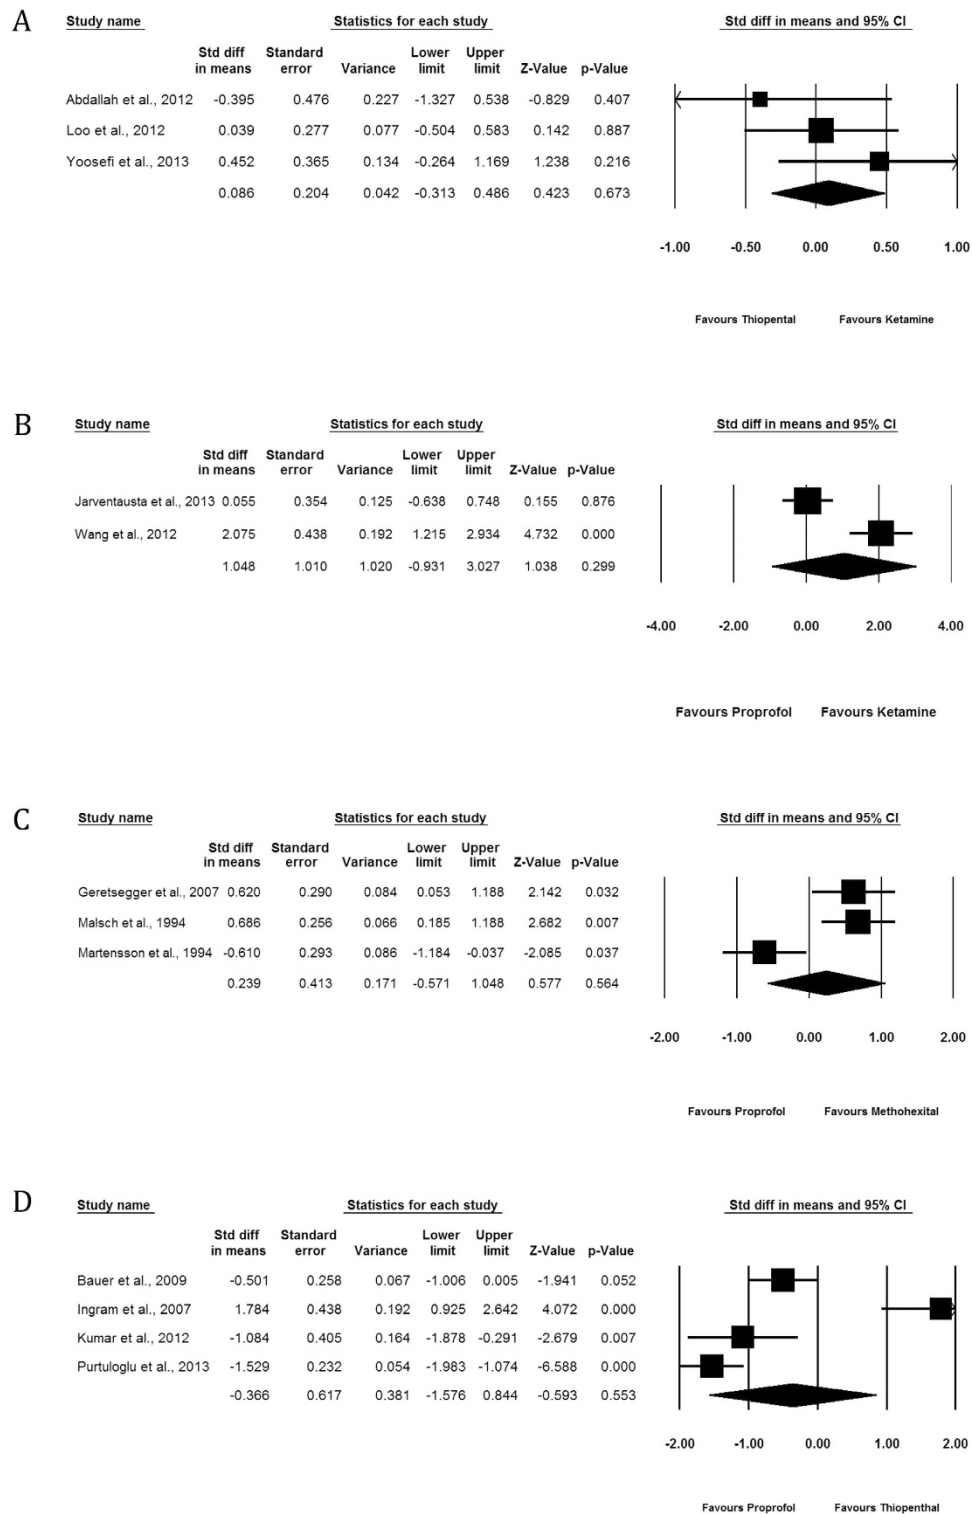 A
Study name Statistics for each study Std diff in means and 95% CI
Std diff Standard Lower Upper
in means error Variance limit limit Z-Value p-Value
Abdallah et al., 2012 -0.395 0.476 0.227 -1.327 0.538 -0.829 0.407
Loo et al., 2012 0.039 0.277 0.077 -0.504 0.583 0.142 0.887
Yoosefi et al., 2013 0.452 0.365 0.134 -0.264 1.169 1.238 0.216
0.086 0.204 0.042 -0.313 0.486 0.423 0.673
-1.00 -0.50 0.00 0.50 1.00
Favours Thiopental Favours Ketamine
B
Study name Statistics for each study Std diff in means and 95% CI
Std diff Standard Lower Upper
in means error Variance limit limit Z-Value p-Value
Jarventausta et al., 2013 0.055 0.354 0.125 -0.638 0.748 0.155 0.876
Wang et al., 2012 2.075 0.438 0.192 1.215 2.934 4.732 0.000
1.048 1.010 1.020 -0.931 3.027 1.038 0.299
-4.00 -2.00 0.00 2.00 4.00
Favours Proprofol Favours Ketamine
C
Study name Statistics for each study Std diff in means and 95% CI
Std diff Standard Lower Upper
in means error Variance limit limit Z-Value p-Value
Geretsegger et al., 2007 0.620 0.290 0.084 0.053 1.188 2.142 0.032
Malsch et al., 1994 0.686 0.256 0.066 0.185 1.188 2.682 0.007
Martensson et al., 1994 -0.610 0.293 0.086 -1.184 -0.037 -2.085 0.037
0.239 0.413 0.171 -0.571 1.048 0.577 0.564
-2.00 -1.00 0.00 1.00 2.00
Favours Proprofol Favours Methohexital
D
Study name Statistics for each study Std diff in means and 95% CI
Std diff Standard Lower Upper
in means error Variance limit limit Z-Value p-Value
Bauer et al., 2009 -0.501 0.258 0.067 -1.006 0.005 -1.941 0.052
Ingram et al., 2007 1.784 0.438 0.192 0.925 2.642 4.072 0.000
Kumar et al., 2012 -1.084 0.405 0.164 -1.878 -0.291 -2.679 0.007
Purtuloglu et al., 2013 -1.529 0.232 0.054 -1.983 -1.074 -6.588 0.000
-0.366 0.617 0.381 -1.576 0.844 -0.593 0.553
-2.00 -1.00 0.00 1.00 2.00
Favours Proprofol Favours Thiopenthal